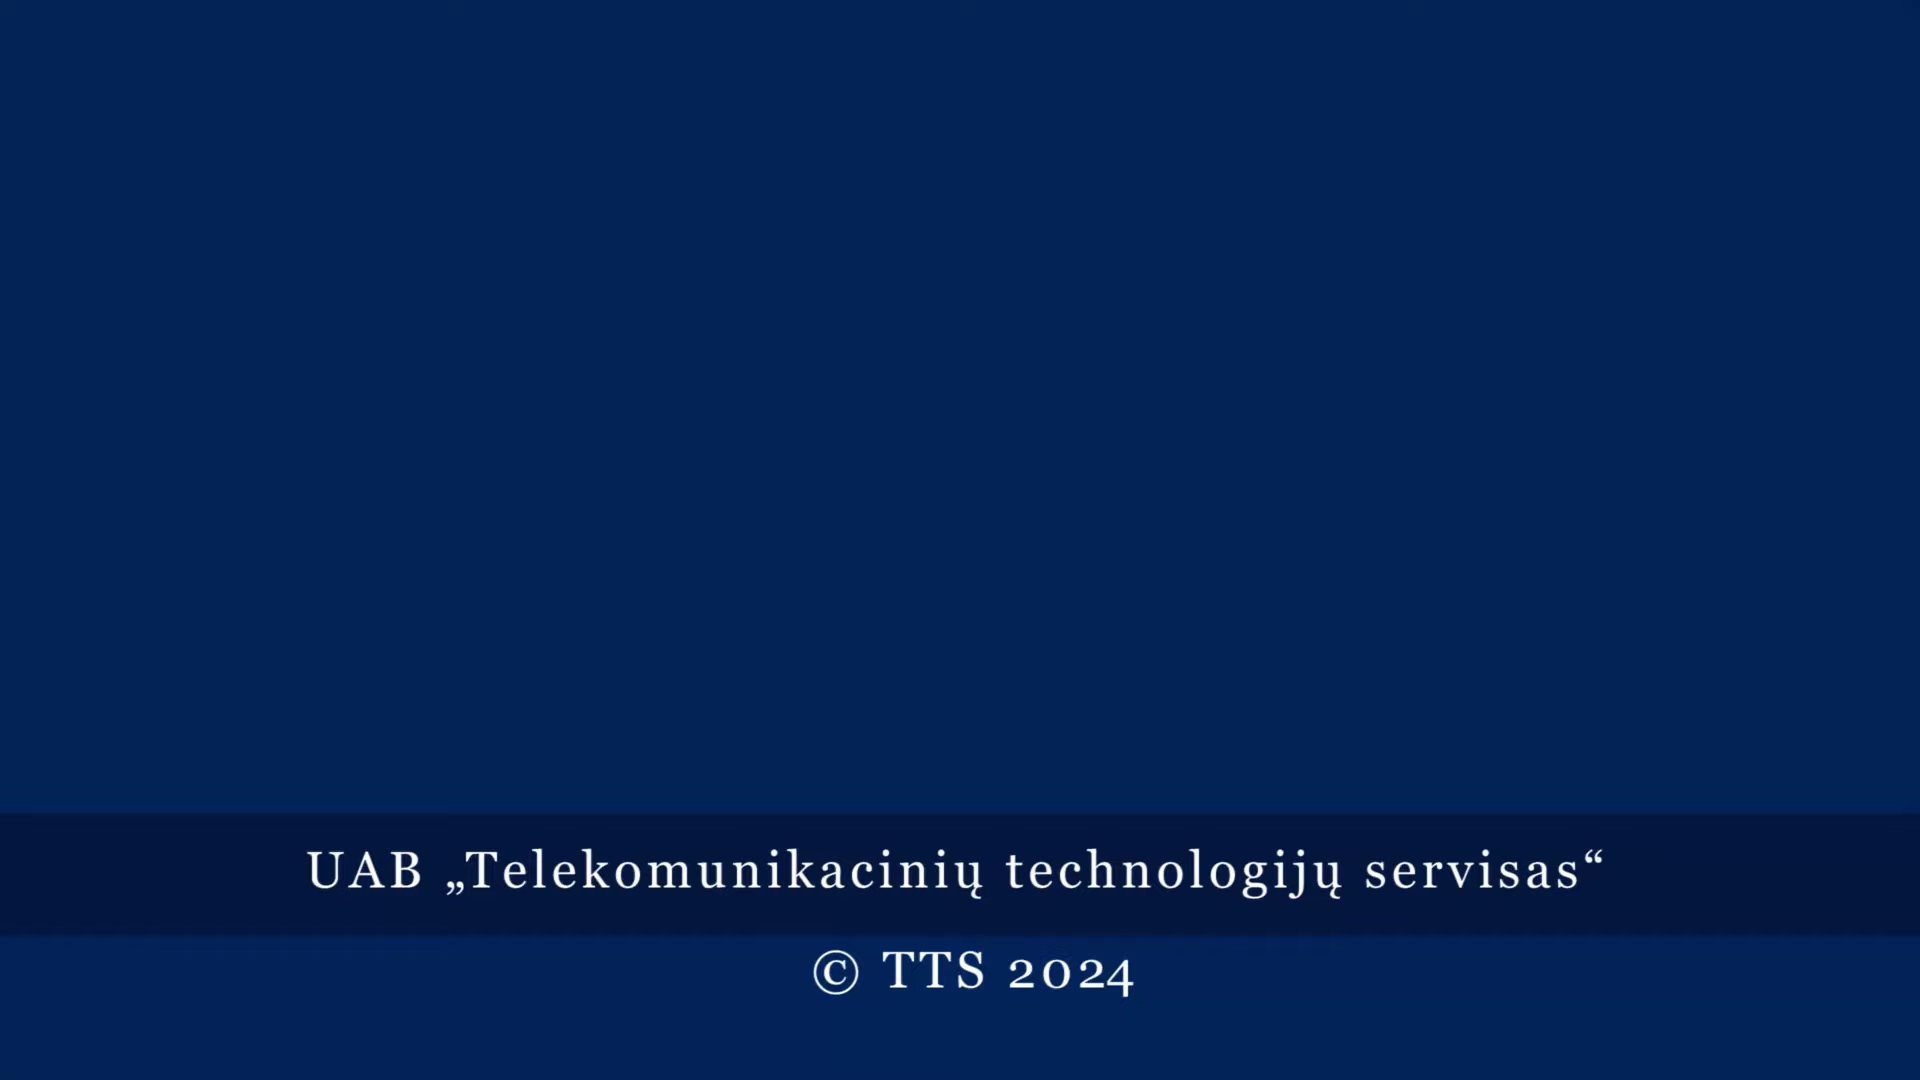 UAB „Telekomunikacinių technologijų servisas“
© TTS 2024